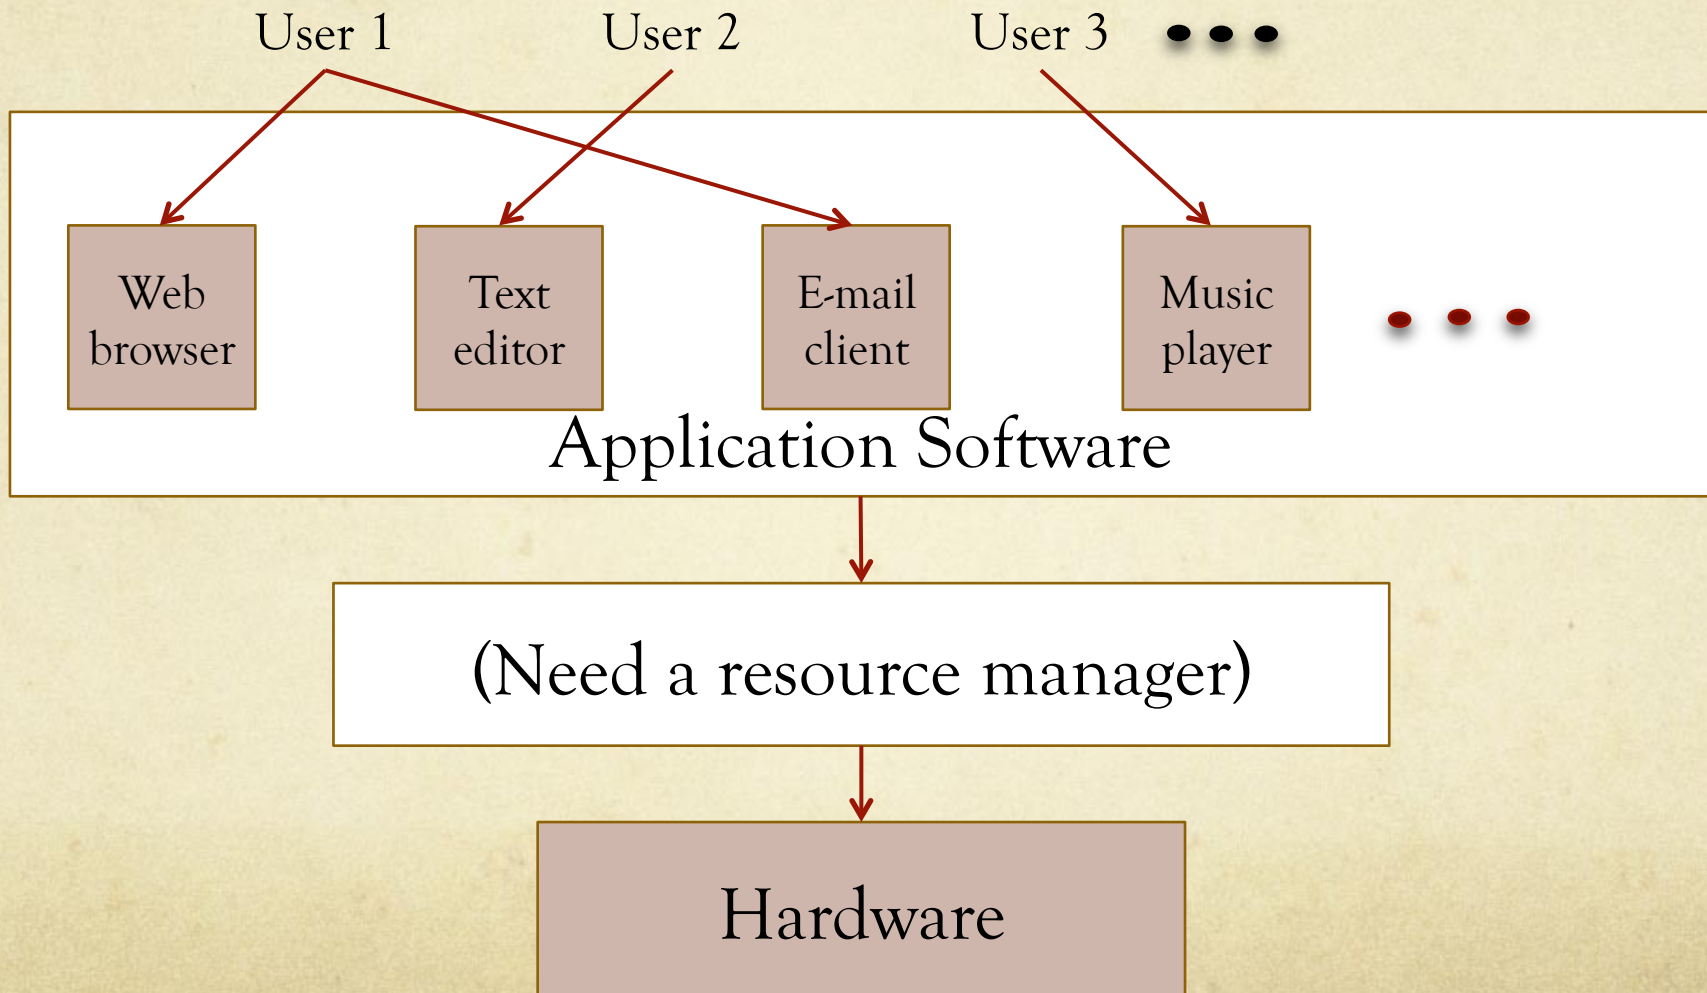 User 1
User 2
User 3
Web
browser
Text
editor
E-mail
client
Music
player
Application Software
(Need a resource manager)
Hardware